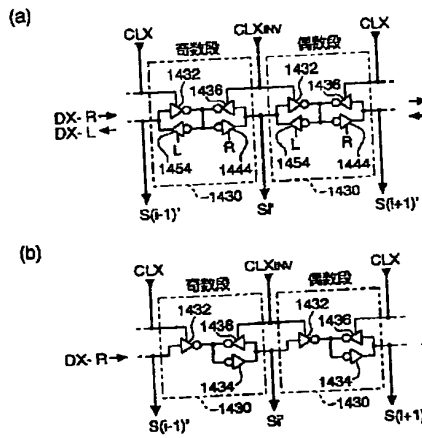 (a)
CLX CLXINV CLX
奇数段 偶数段
1432 1436 1432 1436
DX-R
DX-L
L R L R
1454 1444 1454 1444
1430 1430
S(i-1)' Si' S(i+1)'
(b)
CLX CLXINV CLX
奇数段 偶数段
1432 1436 1432 1436
DX-R
1434 1434
1430 1430
S(i-1)' Si' S(i+1)'